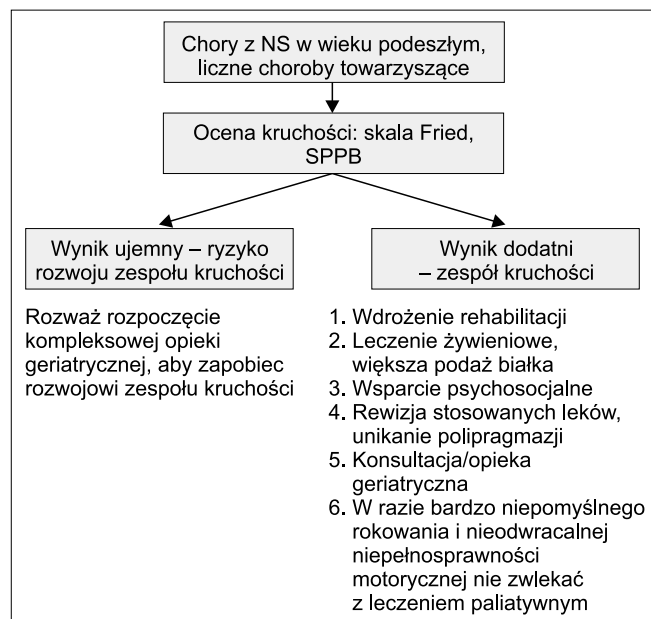 Chory z NS w wieku podeszłym,
liczne choroby towarzyszące
Ocena kruchości: skala Fried,
SPPB
Wynik ujemny – ryzyko
rozwoju zespołu kruchości
Rozważ rozpoczęcie
kompleksowej opieki
geriatrycznej, aby zapobiec
rozwojowi zespołu kruchości
Wynik dodatni
– zespół kruchości
1. Wdrożenie rehabilitacji
2. Leczenie żywieniowe,
większa podaż białka
3. Wsparcie psychosocjalne
4. Rewizja stosowanych leków,
unikanie polipragmazji
5. Konsultacja/opieka
geriatryczna
6. W razie bardzo niepomyślnego
rokowania i nieodwracalnej
niepełnosprawności
motorycznej nie zwlekać
z leczeniem paliatywnym